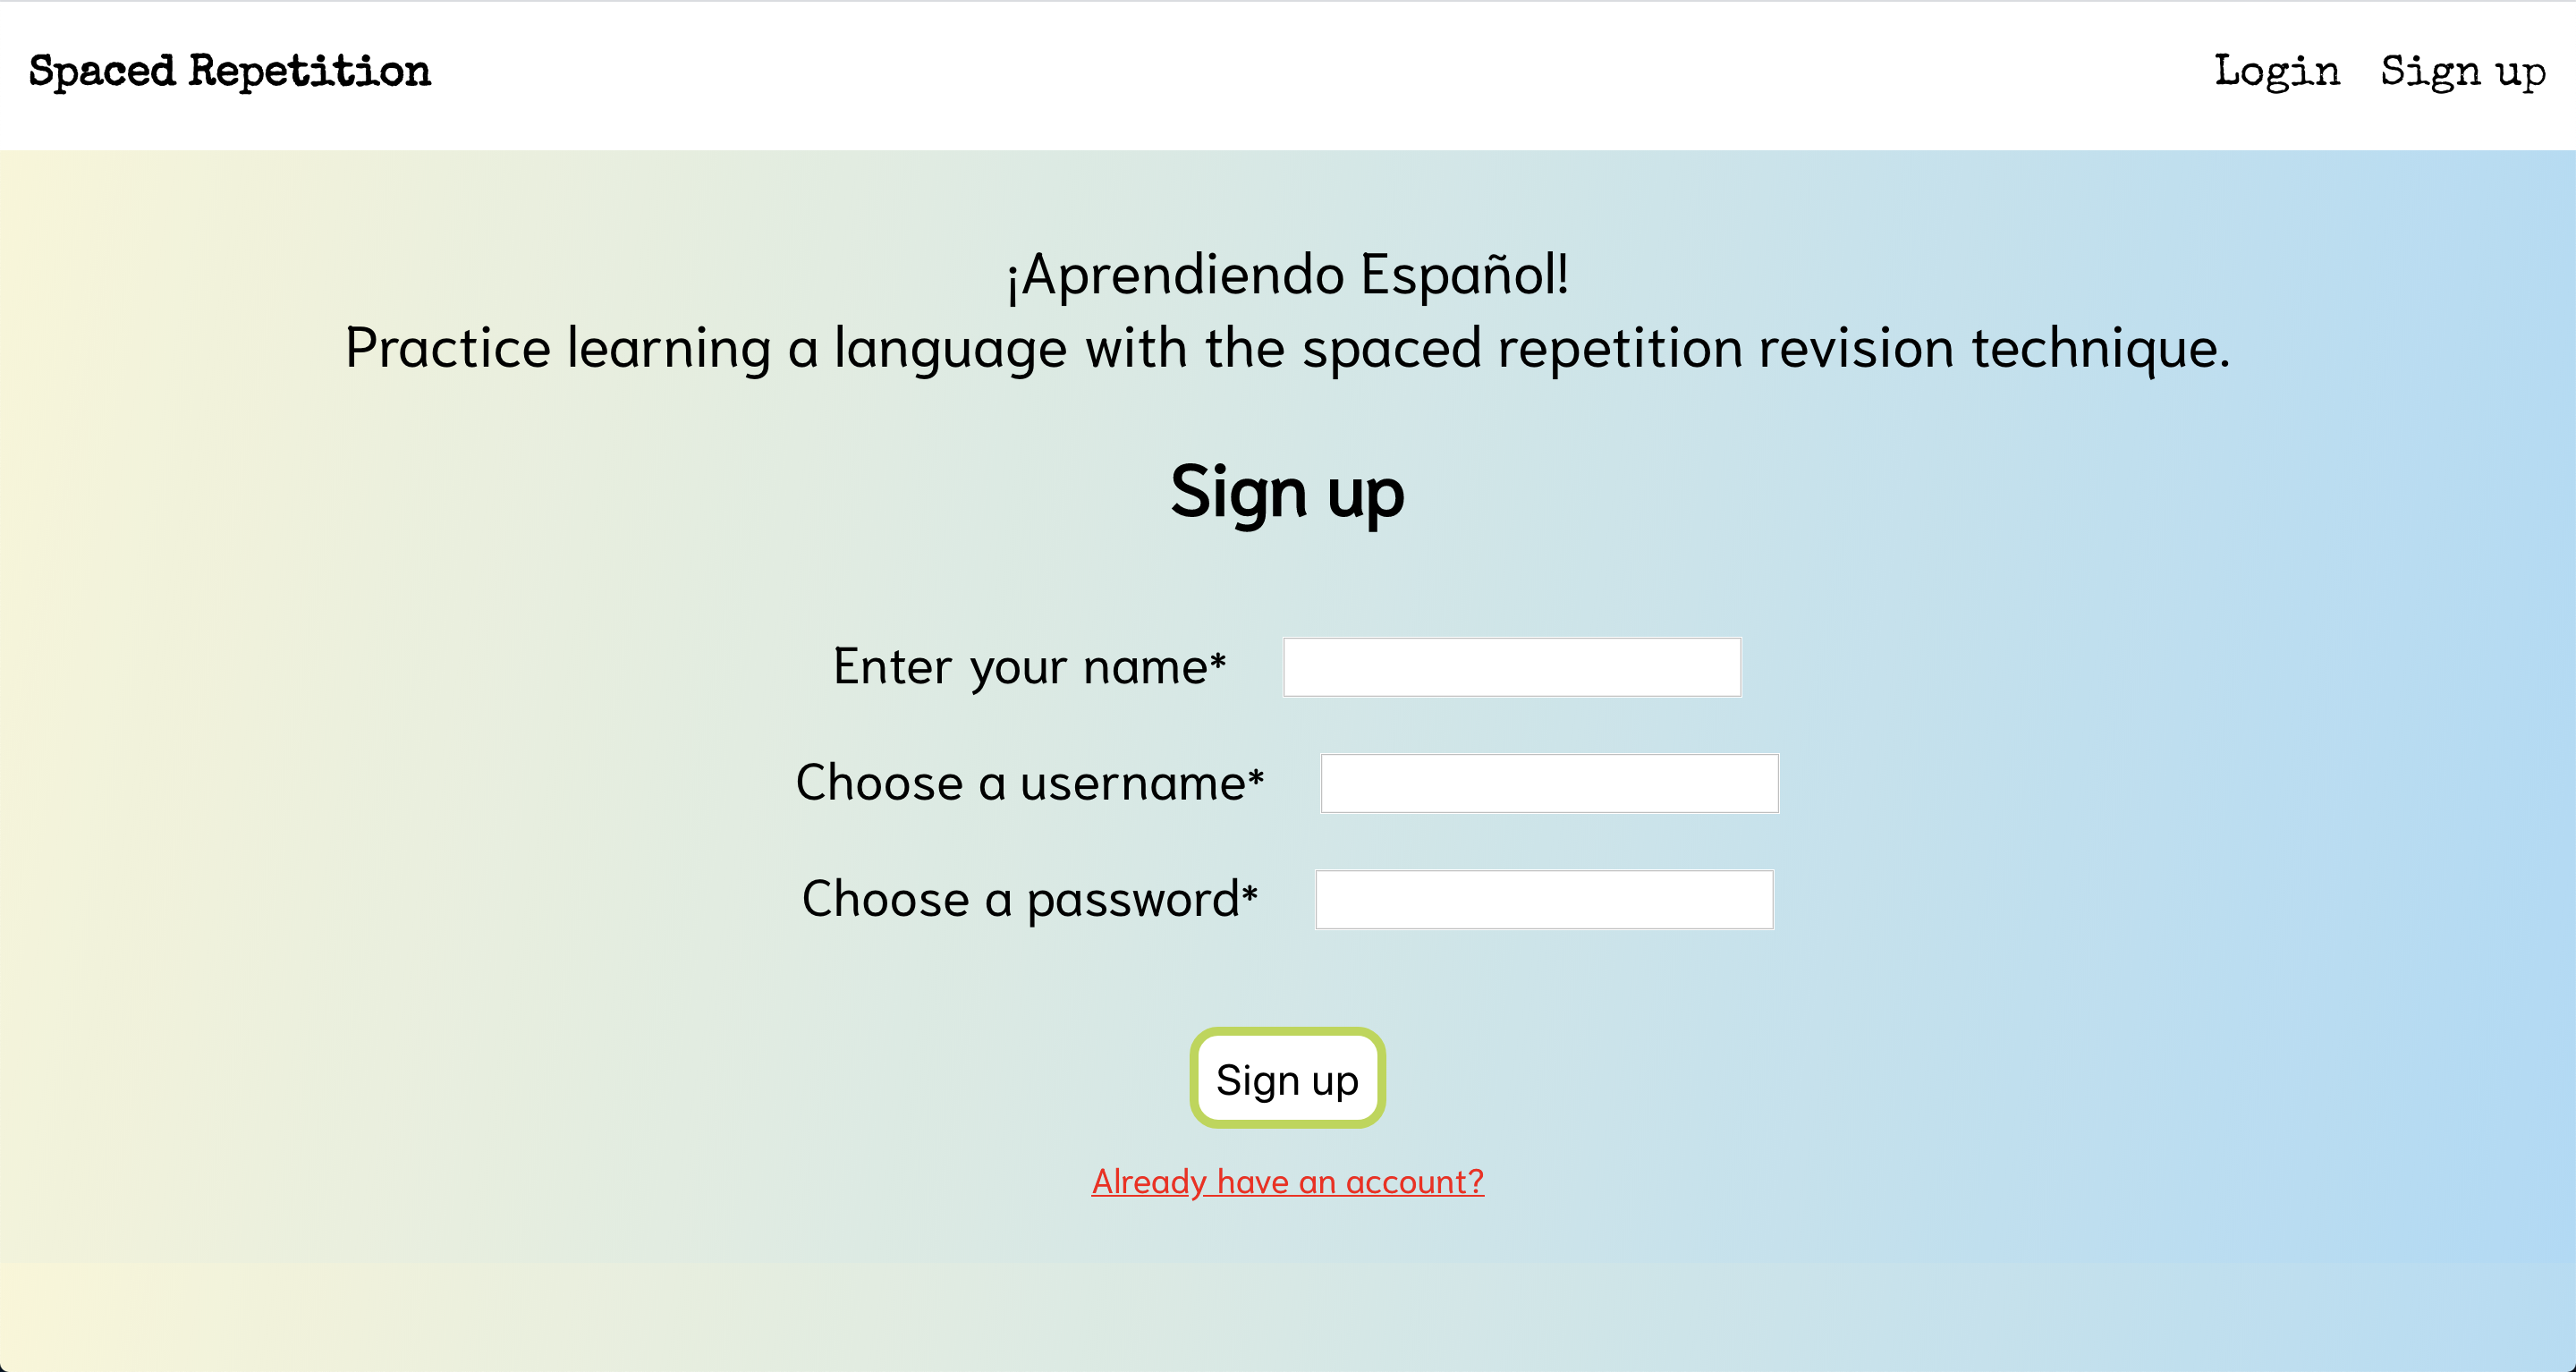 Spaced Repetition
Login Sign up
¡Aprendiendo Español!
Practice learning a language with the spaced repetition revision technique.
Sign up
Enter your name*
Choose a username*
Choose a password*
Sign up
Already have an account?